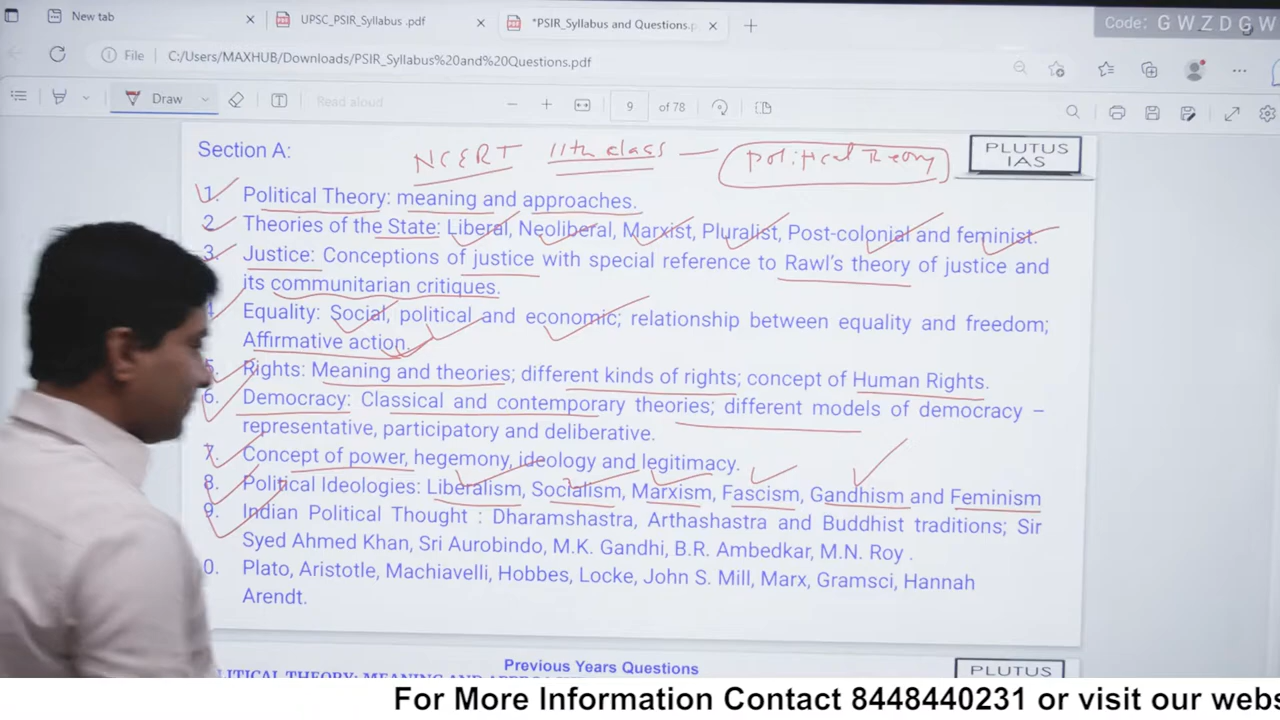 New tab
UPSC_PSIR_Syllabus .pdf
*PSIR_Syllabus and Questions.p
Code: G W Z D G W
File
C:/Users/MAXHUB/Downloads/PSIR_Syllabus%20and%20Questions.pdf
Draw
Read aloud
9 of 78
Section A:
NCERT 11th class — Political Theory
PLUTUS
IAS
1. Political Theory: meaning and approaches.
2. Theories of the State: Liberal, Neoliberal, Marxist, Pluralist, Post-colonial and feminist.
3. Justice: Conceptions of justice with special reference to Rawl's theory of justice and
its communitarian critiques.
4. Equality: Social, political and economic; relationship between equality and freedom;
Affirmative action.
5. Rights: Meaning and theories; different kinds of rights; concept of Human Rights.
6. Democracy: Classical and contemporary theories; different models of democracy –
representative, participatory and deliberative.
7. Concept of power, hegemony, ideology and legitimacy.
8. Political Ideologies: Liberalism, Socialism, Marxism, Fascism, Gandhism and Feminism
9. Indian Political Thought : Dharamshastra, Arthashastra and Buddhist traditions; Sir
Syed Ahmed Khan, Sri Aurobindo, M.K. Gandhi, B.R. Ambedkar, M.N. Roy .
0. Plato, Aristotle, Machiavelli, Hobbes, Locke, John S. Mill, Marx, Gramsci, Hannah
Arendt.
Previous Years Questions
PLUTUS
For More Information Contact 8448440231 or visit our webs